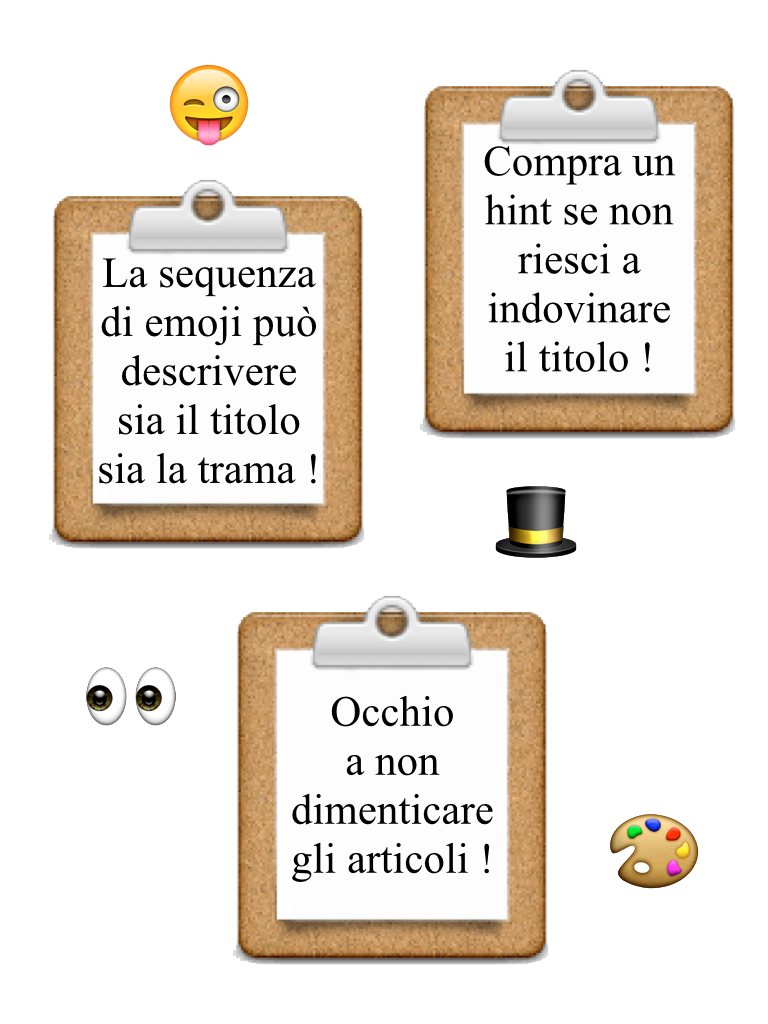 La sequenza
di emoji può
descrivere
sia il titolo
sia la trama !
Compra un
hint se non
riesci a
indovinare
il titolo !
Occhio
a non
dimenticare
gli articoli !